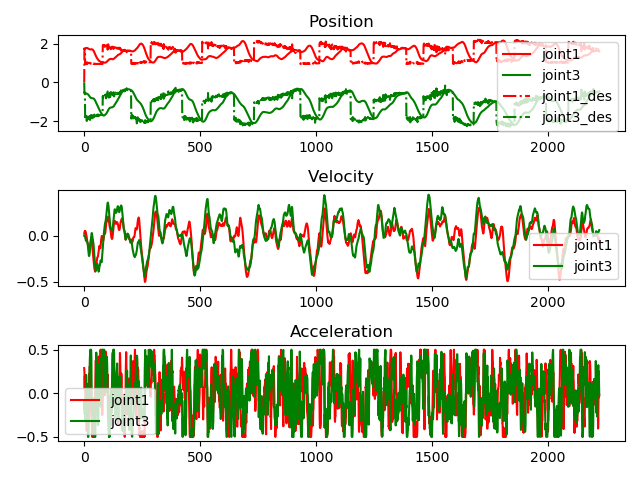 Position
2
0
−2
joint1
joint3
joint1_des
joint3_des
0 500 1000 1500 2000
Velocity
0.0
−0.5
joint1
joint3
0 500 1000 1500 2000
Acceleration
0.5
0.0
−0.5
joint1
joint3
0 500 1000 1500 2000